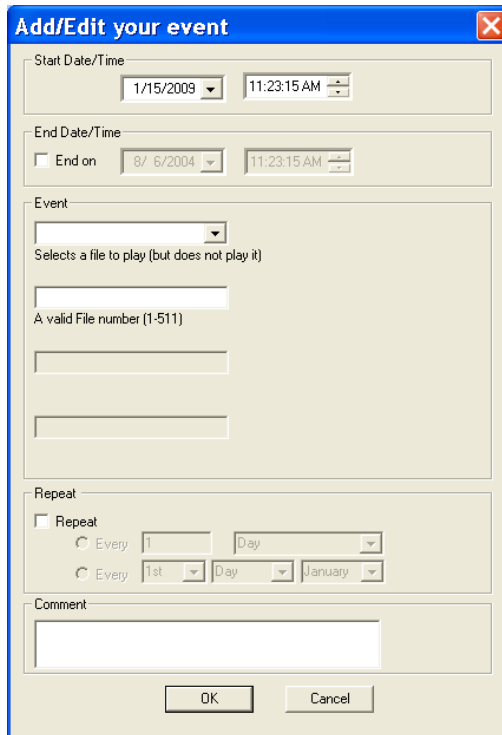 Add/Edit your event
Start Date/Time
1/15/2009 11:23:15 AM
End Date/Time
End on 8/ 6/2004 11:23:15 AM
Event
Selects a file to play (but does not play it)
A valid File number (1-511)
Repeat
Repeat
Every 1 Day
Every 1st Day January
Comment
OK Cancel